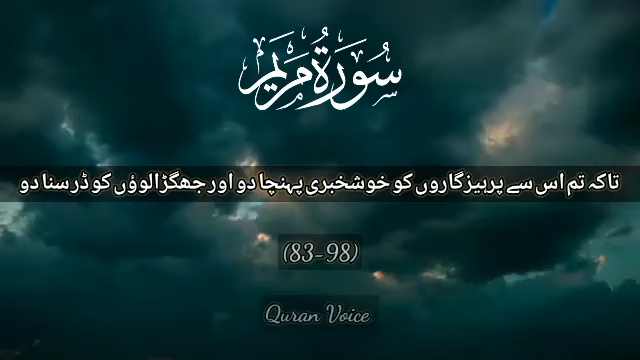 سُورَةُ مَرْيَم
تاکہ تم اس سے پرہیزگاروں کو خوشخبری پہنچا دو اور جھگڑالوؤں کو ڈر سنا دو
(83-98)
Quran Voice